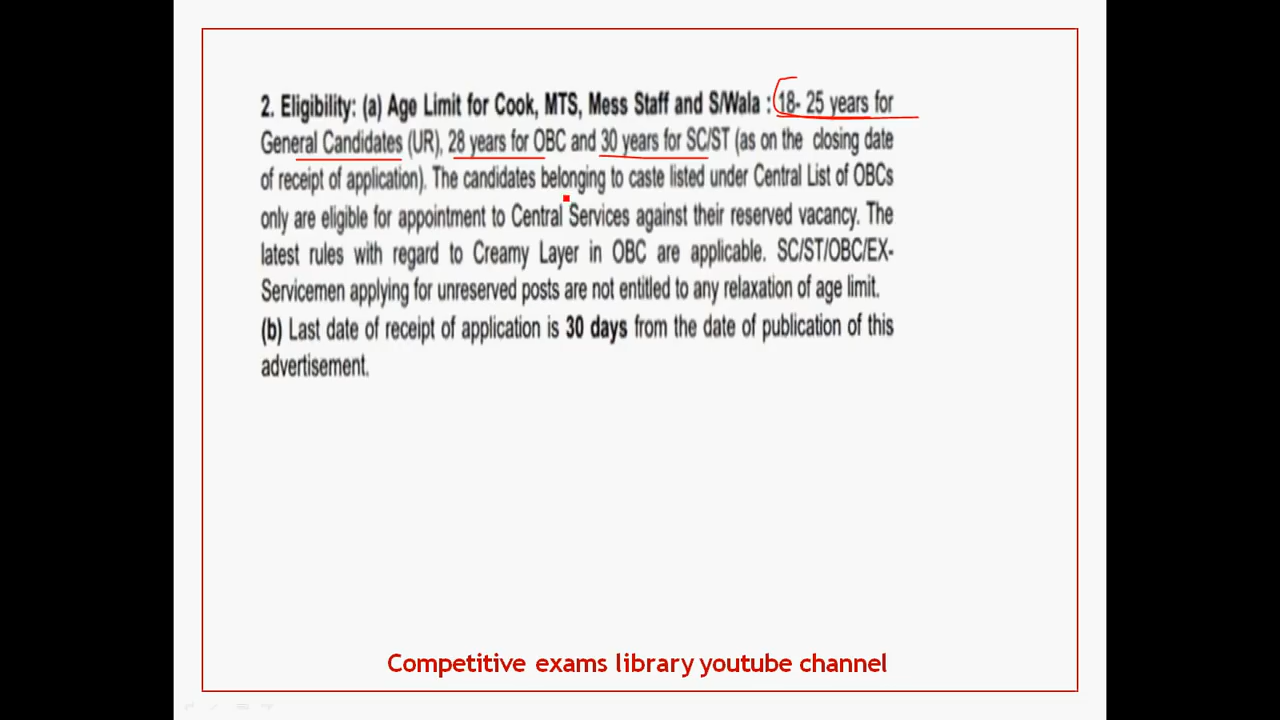 2. Eligibility: (a) Age Limit for Cook, MTS, Mess Staff and S/Wala : 18- 25 years for
General Candidates (UR), 28 years for OBC and 30 years for SC/ST (as on the closing date
of receipt of application). The candidates belonging to caste listed under Central List of OBCs
only are eligible for appointment to Central Services against their reserved vacancy. The
latest rules with regard to Creamy Layer in OBC are applicable. SC/ST/OBC/EX-
Servicemen applying for unreserved posts are not entitled to any relaxation of age limit.
(b) Last date of receipt of application is 30 days from the date of publication of this
advertisement.
Competitive exams library youtube channel